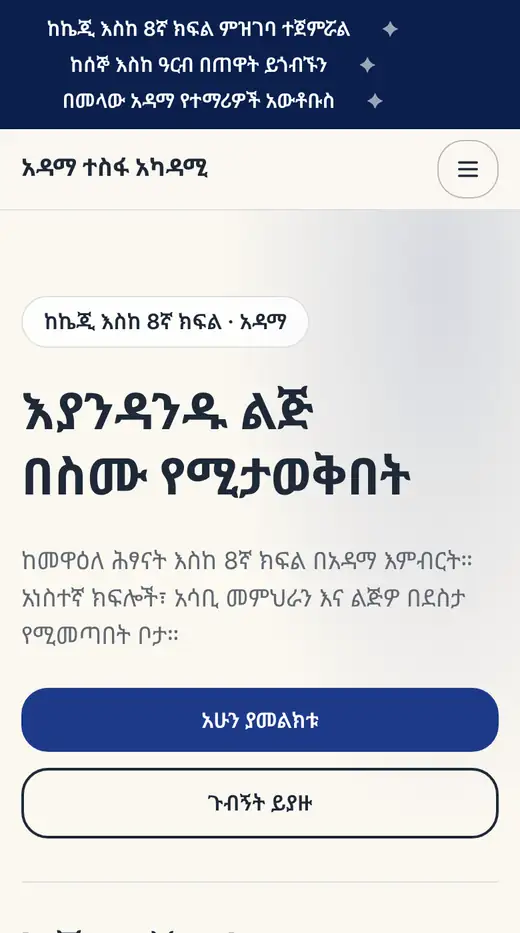 ከኬጂ እስከ 8ኛ ክፍል ምዝገባ ተጀምሯል
ከሰኞ እስከ ዓርብ በጠዋት ይጎብኙን
በመላው አዳማ የተማሪዎች አውቶቡስ
አዳማ ተስፋ አካዳሚ
ከኬጂ እስከ 8ኛ ክፍል · አዳማ
እያንዳንዱ ልጅ
በስሙ የሚታወቅበት
ከመዋዕለ ሕፃናት እስከ 8ኛ ክፍል በአዳማ እምብርት።
አነስተኛ ክፍሎች፣ አሳቢ መምህራን እና ልጅዎ በደስታ
የሚመጣበት ቦታ።
አሁን ያመልክቱ
ጉብኝት ይያዙ